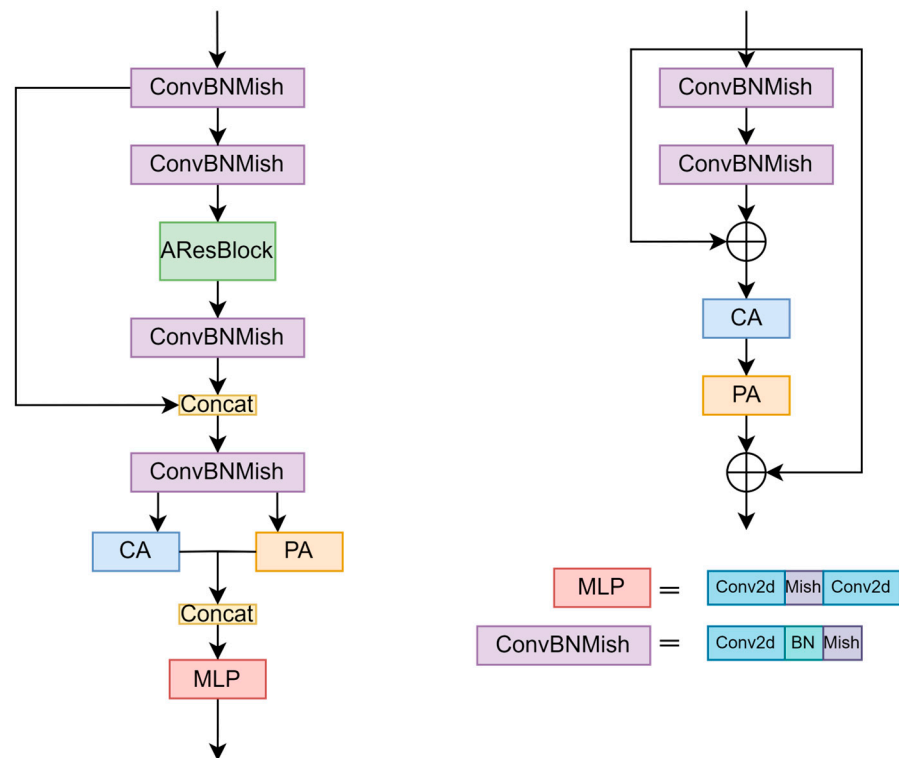 ConvBNMish
ConvBNMish
AResBlock
ConvBNMish
Concat
ConvBNMish
CA
PA
Concat
MLP
ConvBNMish
ConvBNMish
CA
PA
MLP = Conv2d Mish Conv2d
ConvBNMish = Conv2d BN Mish